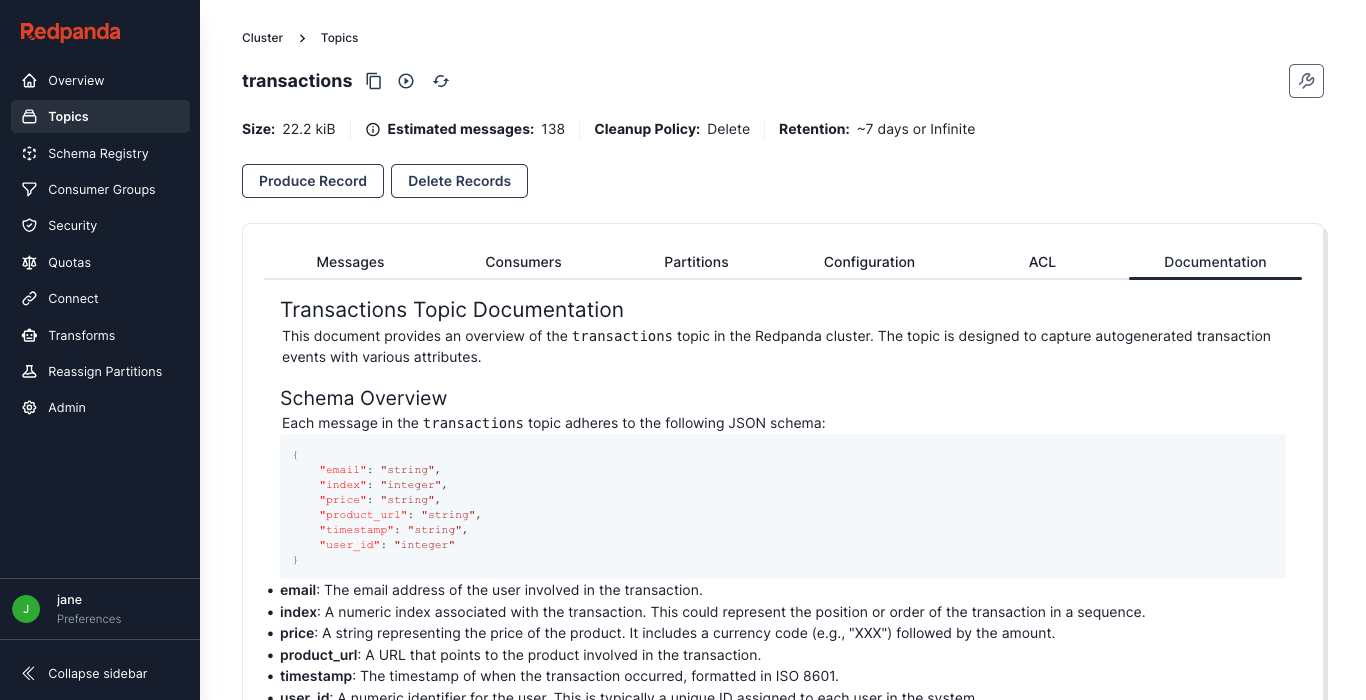 Redpanda
Overview
Topics
Schema Registry
Consumer Groups
Security
Quotas
Connect
Transforms
Reassign Partitions
Admin
J
jane
Preferences
Collapse sidebar
Cluster > Topics
transactions
Size: 22.2 kiB Estimated messages: 138 Cleanup Policy: Delete Retention: ~7 days or Infinite
Produce Record Delete Records
Messages Consumers Partitions Configuration ACL Documentation
Transactions Topic Documentation
This document provides an overview of the transactions topic in the Redpanda cluster. The topic is designed to capture autogenerated transaction
events with various attributes.
Schema Overview
Each message in the transactions topic adheres to the following JSON schema:
{
"email": "string",
"index": "integer",
"price": "string",
"product_url": "string",
"timestamp": "string",
"user_id": "integer"
}
• email: The email address of the user involved in the transaction.
• index: A numeric index associated with the transaction. This could represent the position or order of the transaction in a sequence.
• price: A string representing the price of the product. It includes a currency code (e.g., "XXX") followed by the amount.
• product_url: A URL that points to the product involved in the transaction.
• timestamp: The timestamp of when the transaction occurred, formatted in ISO 8601.
• user_id: A numeric identifier for the user. This is typically a unique ID assigned to each user in the system.